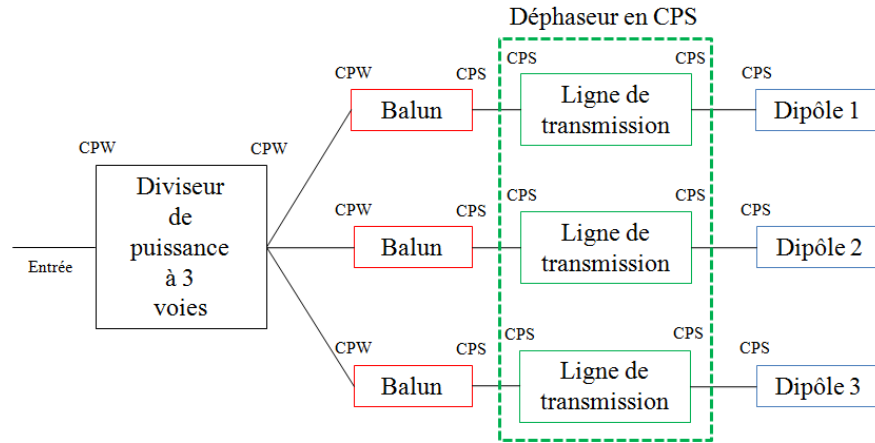 Déphaseur en CPS
CPW
CPS
CPS
CPS
CPS
Balun
Ligne de
transmission
Dipôle 1
CPW
CPW
Diviseur
de
puissance
à 3
voies
Entrée
CPW
CPS
CPS
CPS
CPS
Balun
Ligne de
transmission
Dipôle 2
CPW
CPS
CPS
CPS
CPS
Balun
Ligne de
transmission
Dipôle 3